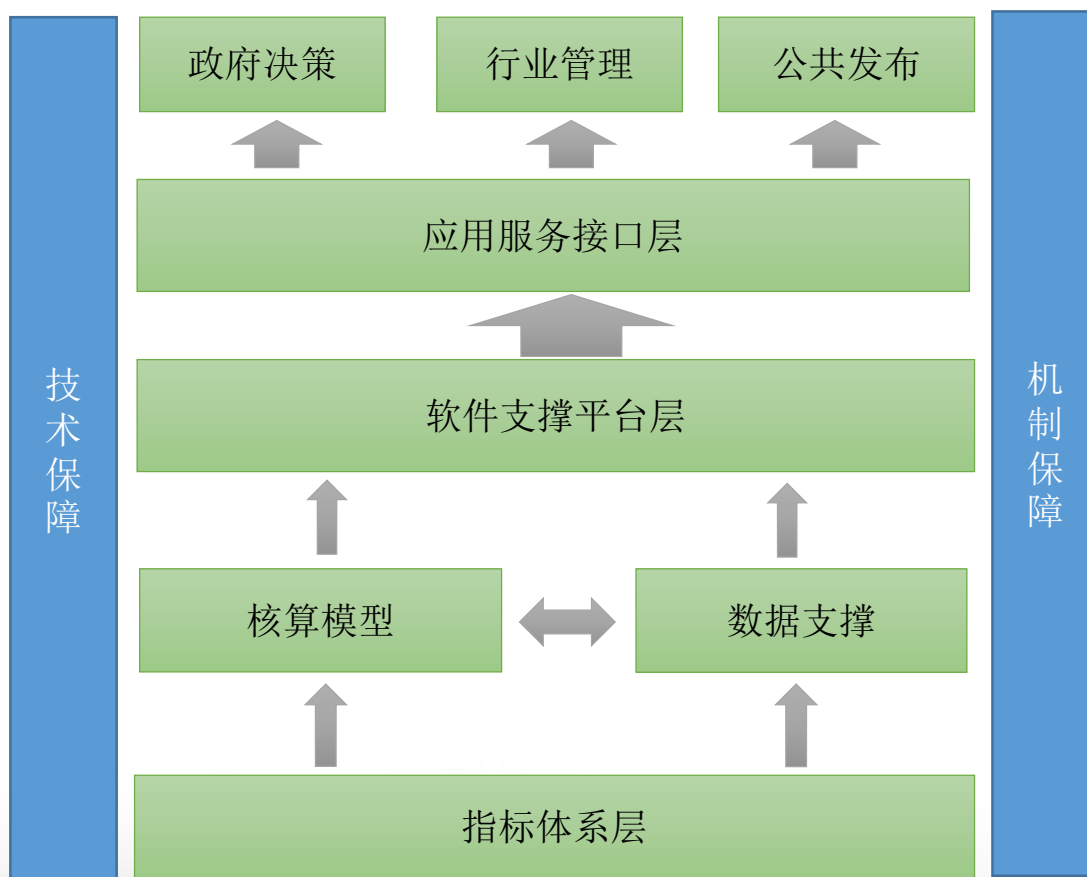 政府决策
行业管理
公共发布
应用服务接口层
软件支撑平台层
技术保障
机制保障
核算模型
数据支撑
指标体系层